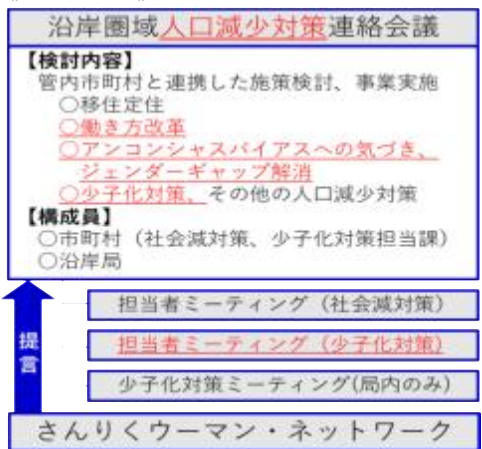 沿岸圏域人口減少対策連絡会議
【検討内容】
管内市町村と連携した施策検討、事業実施
○移住定住
○働き方改革
○アンコンシャスバイアスへの気づき、
ジェンダーギャップ解消
○少子化対策、その他の人口減少対策
【構成員】
○市町村（社会減対策、少子化対策担当課）
○沿岸局
提言
担当者ミーティング（社会減対策）
担当者ミーティング（少子化対策）
少子化対策ミーティング(局内のみ)
さんりくウーマン・ネットワーク